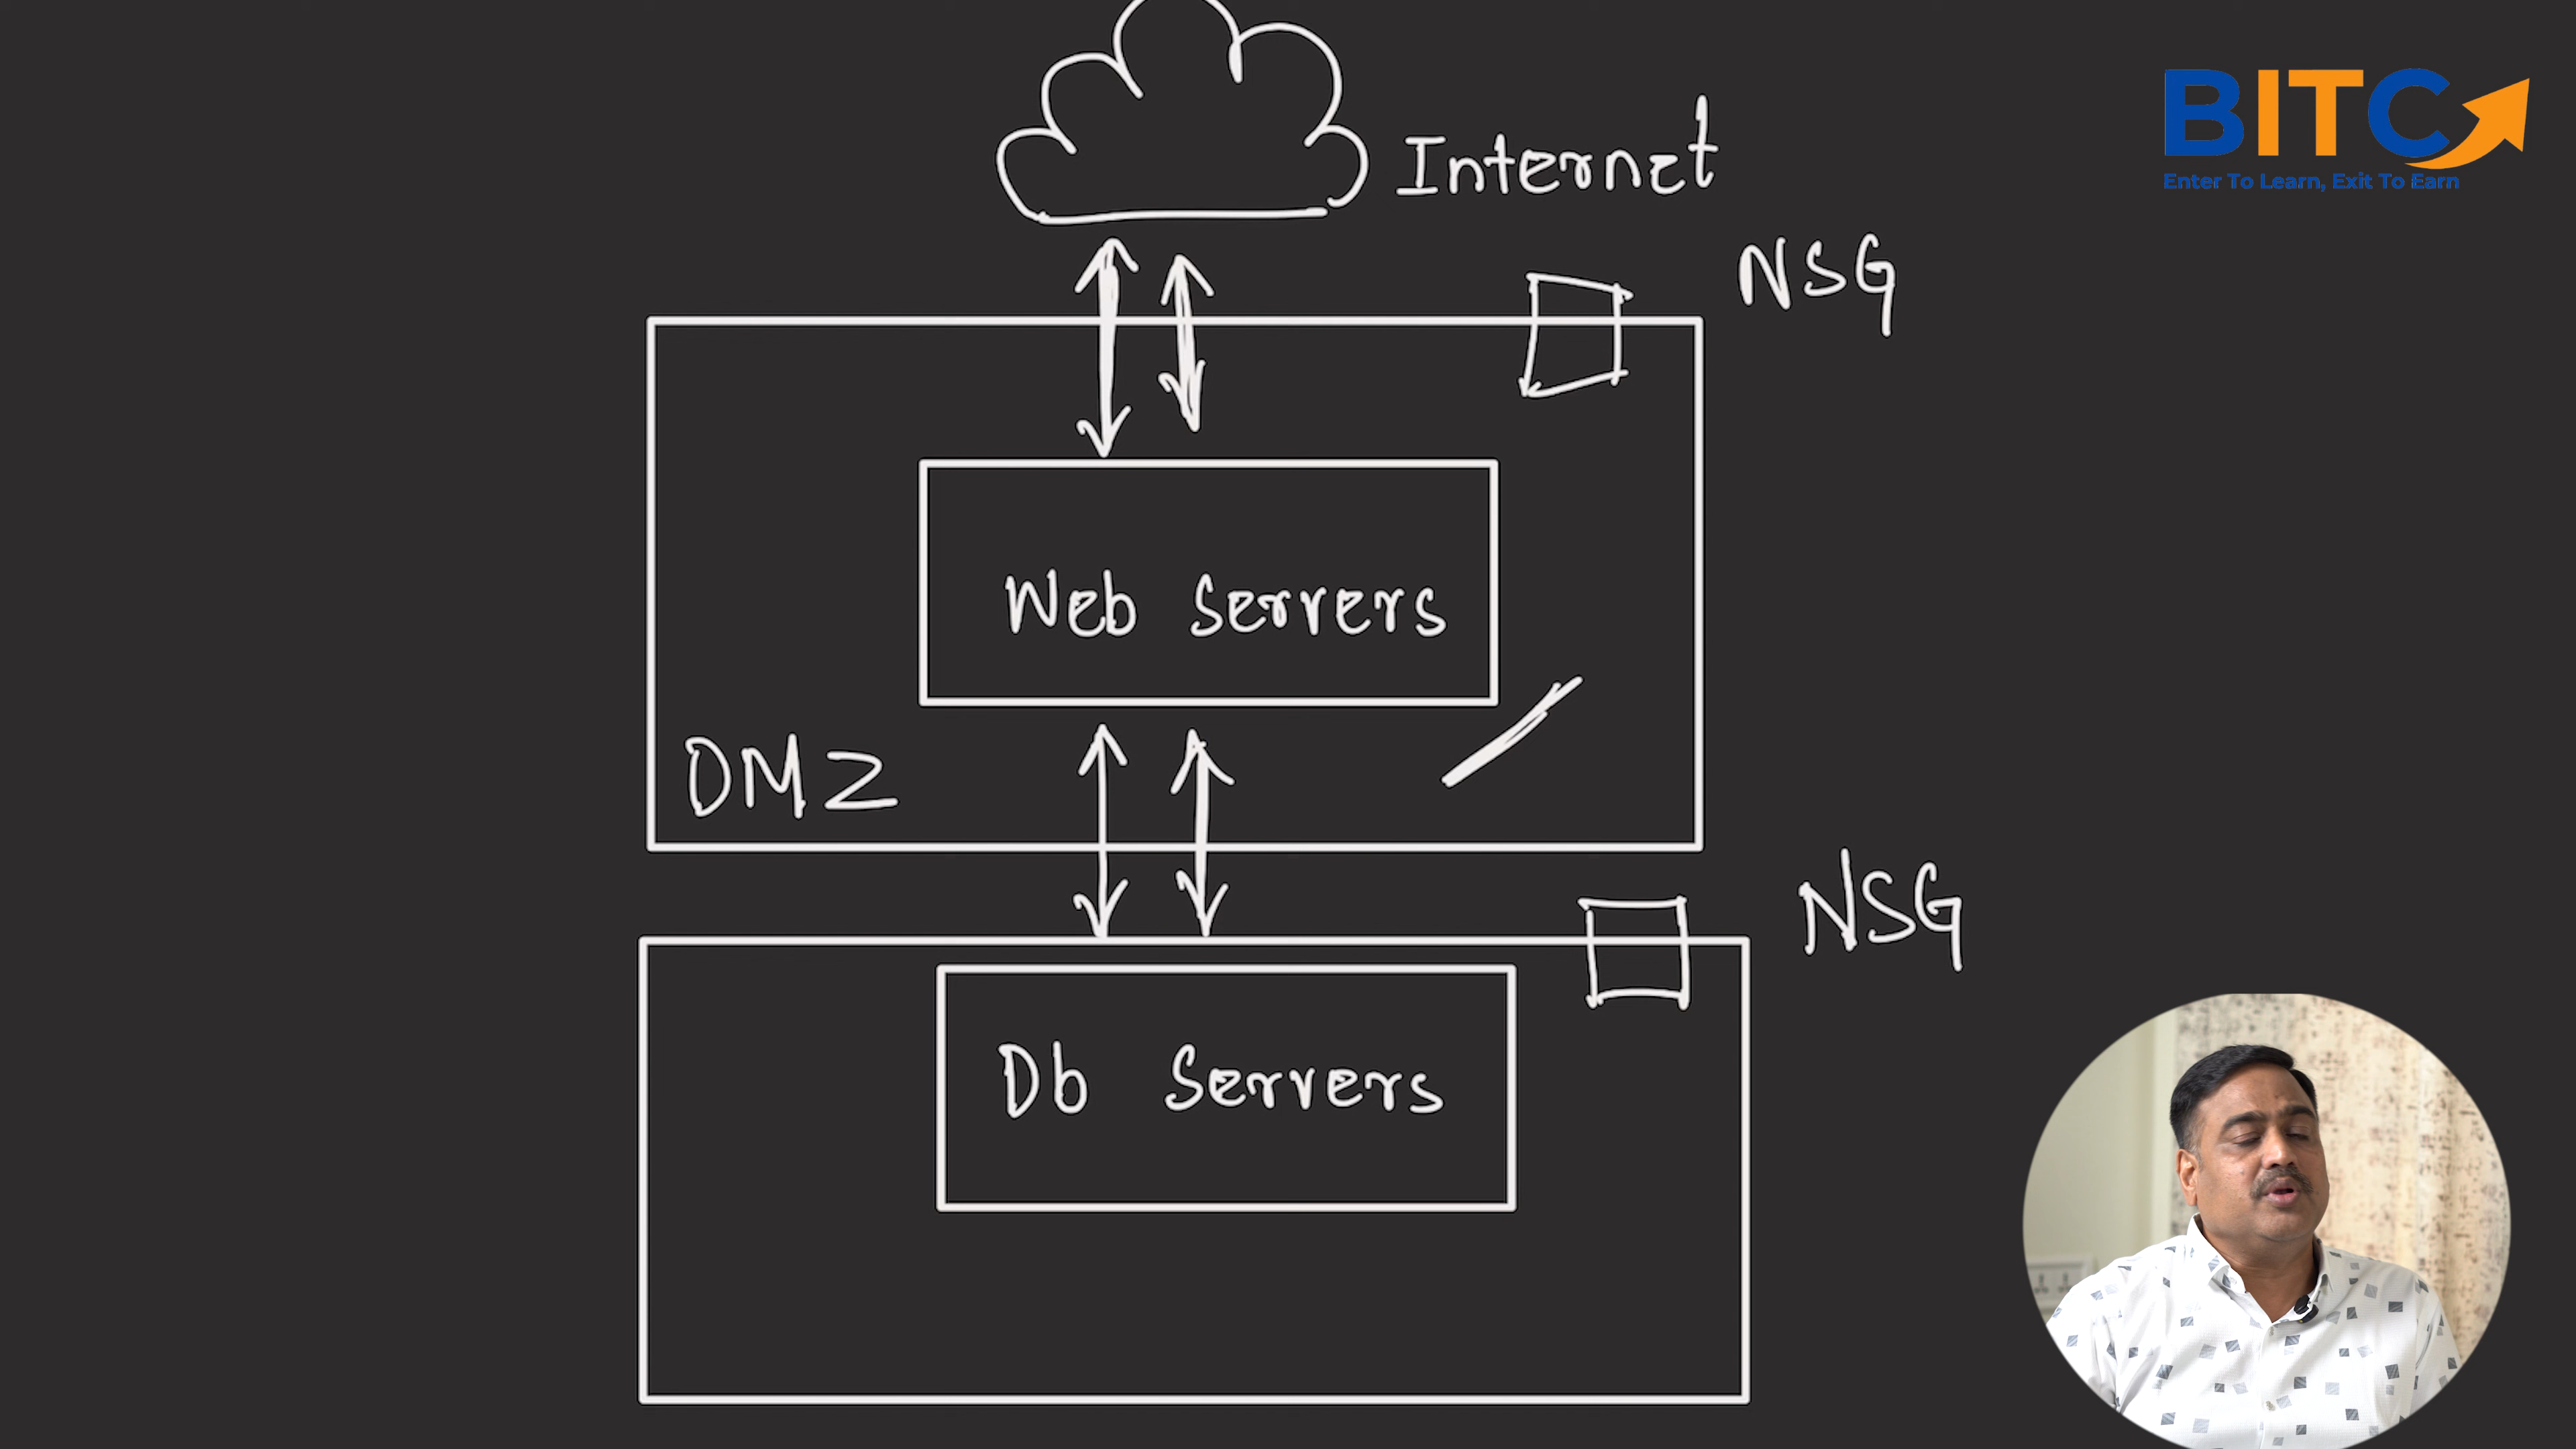 Internet
BITC
Enter To Learn, Exit To Earn
NSG
Web Servers
DMZ
NSG
Db Servers